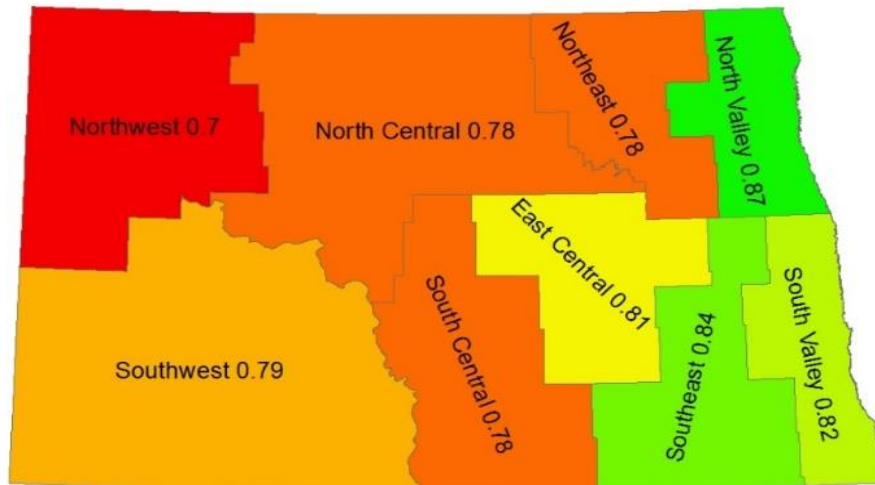 Northwest 0.7
North Central 0.78
Northeast 0.78
North Valley 0.87
East Central 0.81
Southwest 0.79
South Central 0.78
Southeast 0.84
South Valley 0.82